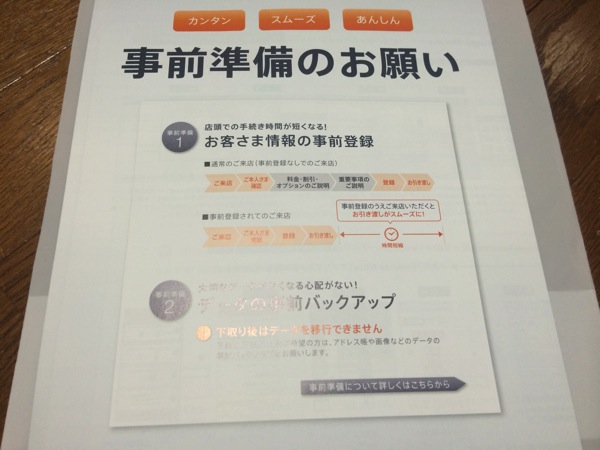 カンタン スムーズ あんしん
事前準備のお願い
事前準備
1
店頭での手続き時間が短くなる!
お客さま情報の事前登録
■通常のご来店(事前登録なしでのご来店)
ご来店 ご本人さま
確認 料金・割引・
オプションのご説明 重要事項の
ご説明 登録 お引き渡し
■事前登録されてのご来店
ご来店 ご本人さま
確認 登録 お引き渡し
事前登録のうえご来店いただくと
お引き渡しがスムーズに!
時間短縮
事前準備
2
なくなる心配がない!
データの事前バックアップ
下取り後はデータを移行できません
の方は、アドレス帳や画像などのデータの
お願いします。
事前準備について詳しくはこちらから